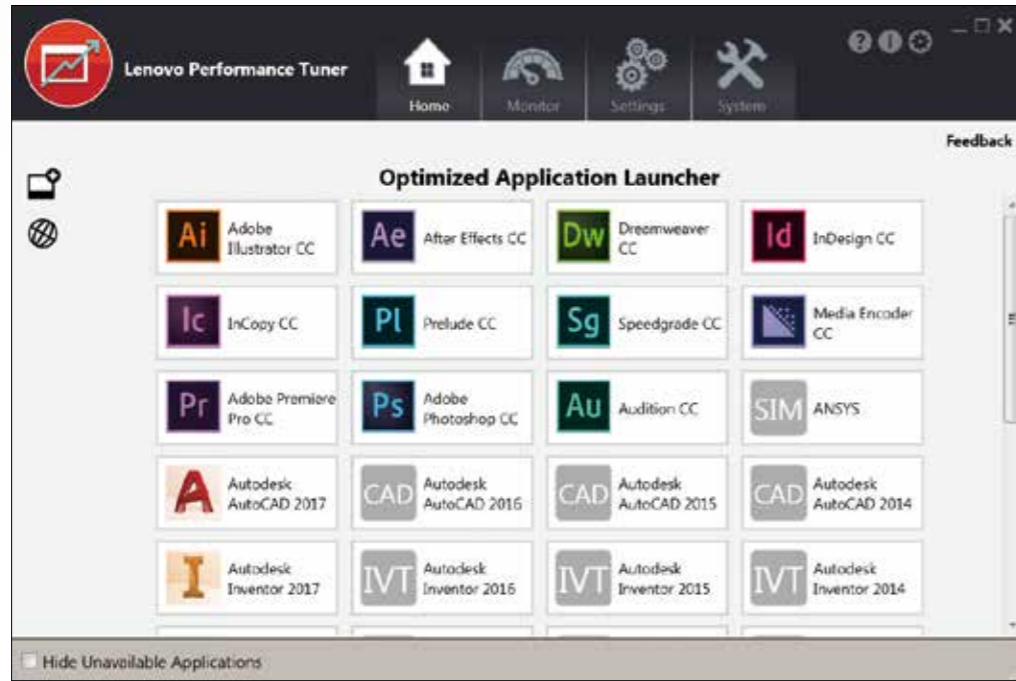 Lenovo Performance Tuner
Home
Monitor
Settings
System
Feedback
Optimized Application Launcher
Ai
Adobe
Illustrator CC
Ae
After Effects CC
Dw
Dreamweaver
CC
Id
InDesign CC
Ic
InCopy CC
Pl
Prelude CC
Sg
Speedgrade CC
Media Encoder
CC
Pr
Adobe Premiere
Pro CC
Ps
Adobe
Photoshop CC
Au
Audition CC
SIM
ANSYS
Autodesk
AutoCAD 2017
CAD
Autodesk
AutoCAD 2016
CAD
Autodesk
AutoCAD 2015
CAD
Autodesk
AutoCAD 2014
I
Autodesk
Inventor 2017
IVT
Autodesk
Inventor 2016
IVT
Autodesk
Inventor 2015
IVT
Autodesk
Inventor 2014
Hide Unavailable Applications